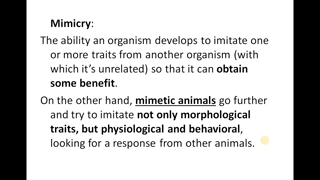 Mimicry:
The ability an organism develops to imitate one
or more traits from another organism (with
which it's unrelated) so that it can obtain
some benefit.
On the other hand, mimetic animals go further
and try to imitate not only morphological
traits, but physiological and behavioral,
looking for a response from other animals.